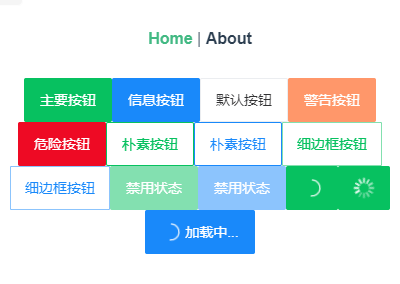 Home | About
主要按钮 信息按钮 默认按钮 警告按钮
危险按钮 朴素按钮 朴素按钮 细边框按钮
细边框按钮 禁用状态 禁用状态
加载中...